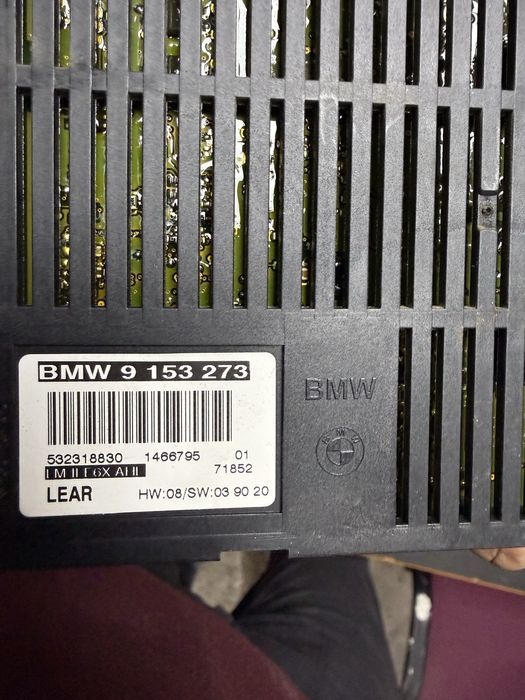 BMW 9 153 273
532318830 1466795 01
LM II E6X AHL 71852
LEAR HW:08/SW:03 90 20
BMW
BMW